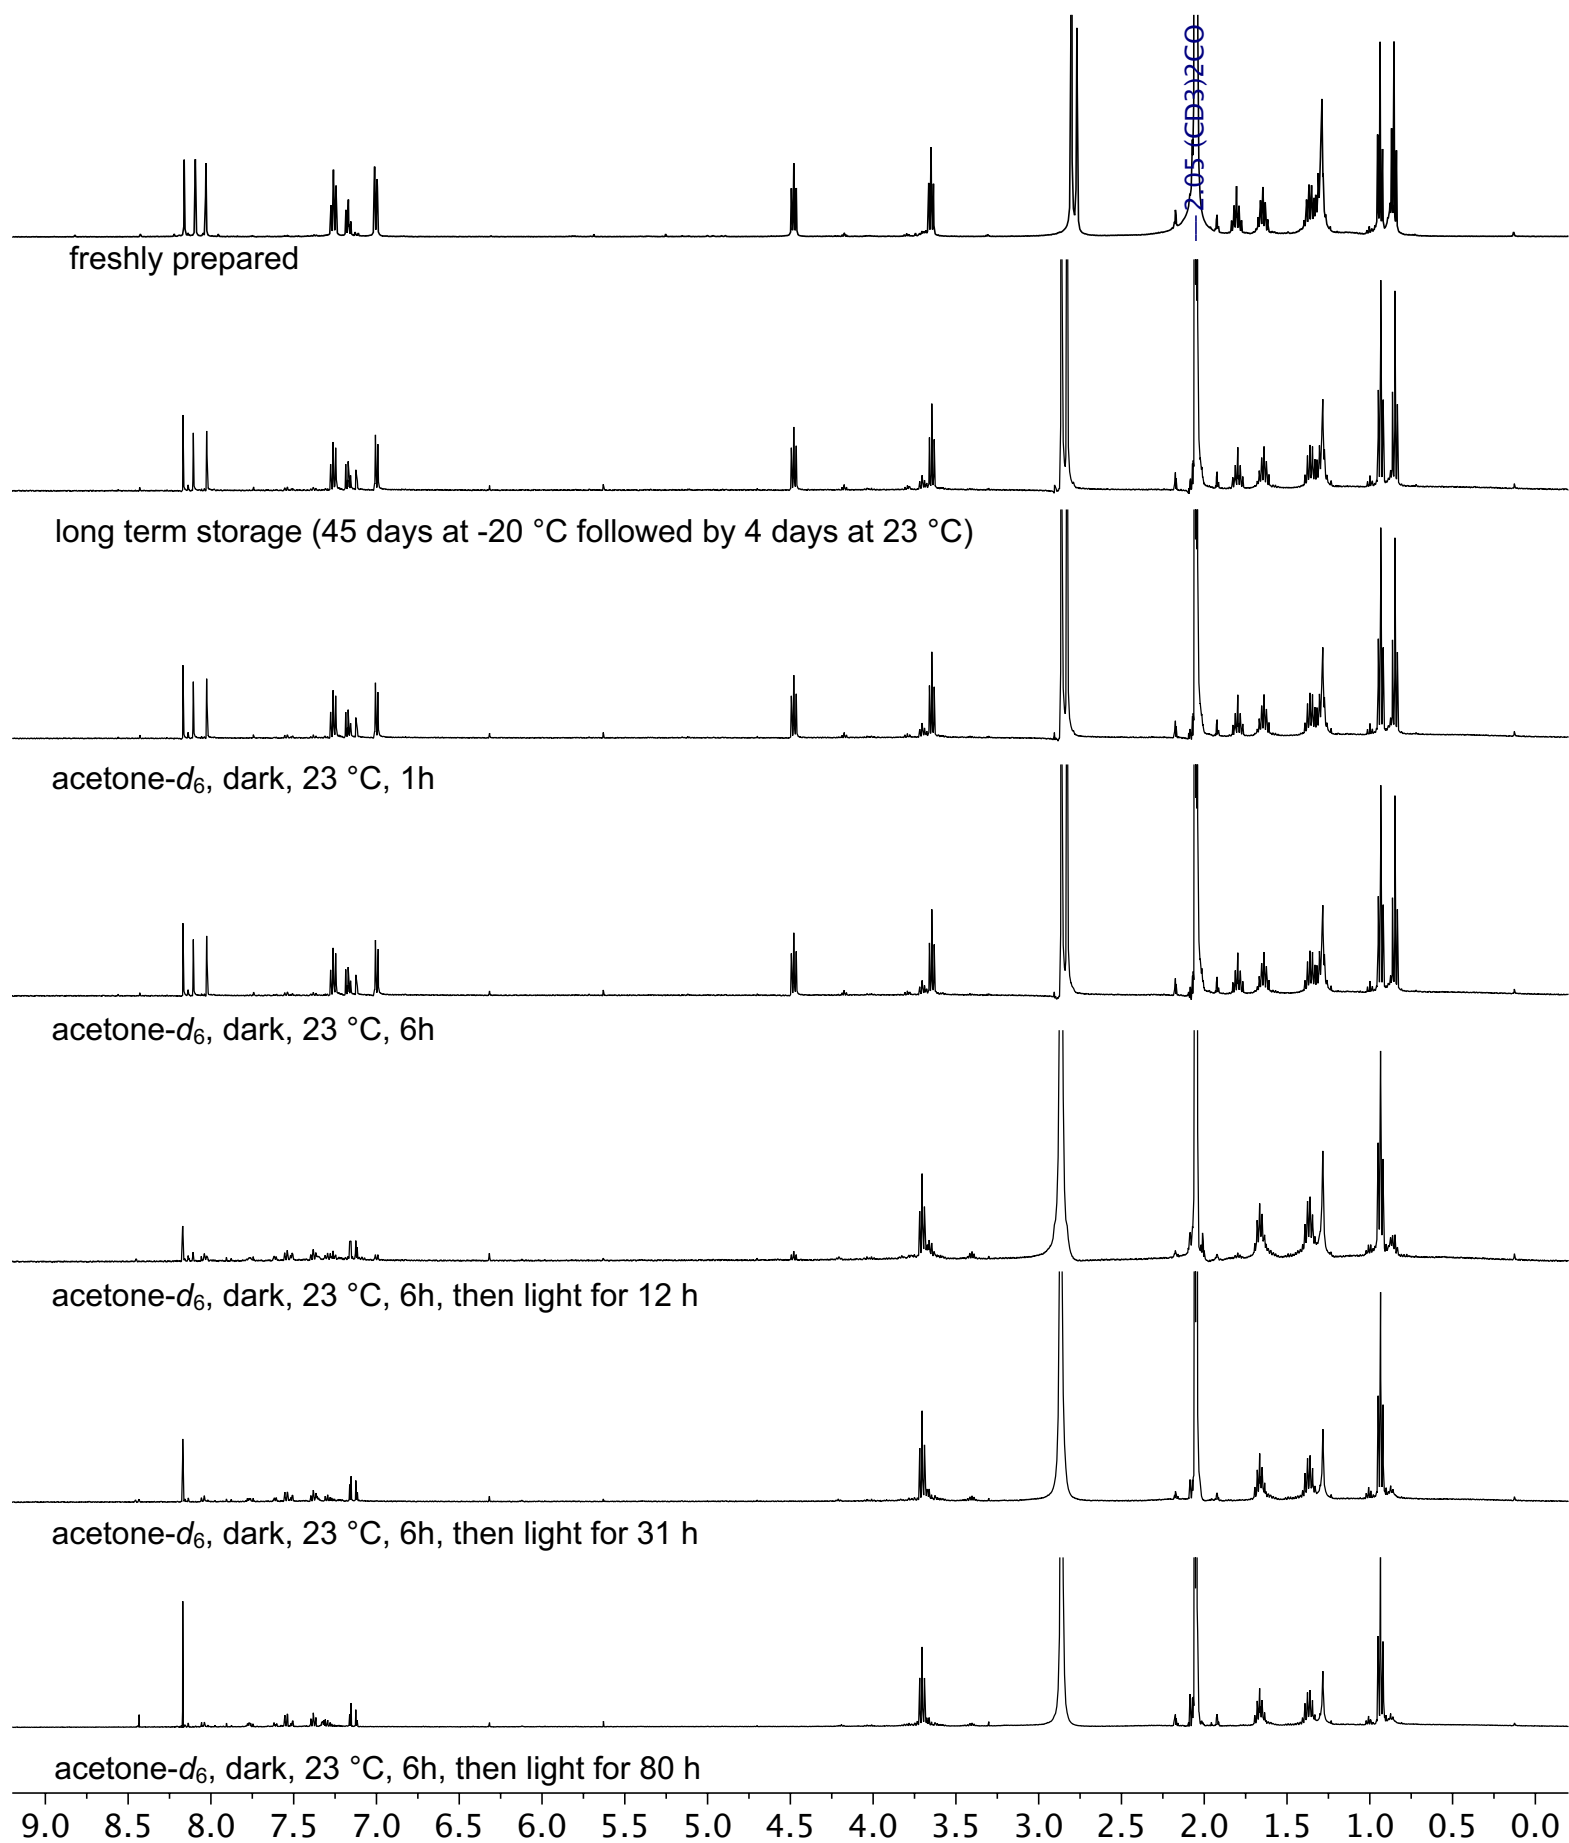 2.05 (CD3)2CO
freshly prepared
long term storage (45 days at -20 °C followed by 4 days at 23 °C)
acetone-d₆, dark, 23 °C, 1h
acetone-d₆, dark, 23 °C, 6h
acetone-d₆, dark, 23 °C, 6h, then light for 12 h
acetone-d₆, dark, 23 °C, 6h, then light for 31 h
acetone-d₆, dark, 23 °C, 6h, then light for 80 h
9.0 8.5 8.0 7.5 7.0 6.5 6.0 5.5 5.0 4.5 4.0 3.5 3.0 2.5 2.0 1.5 1.0 0.5 0.0